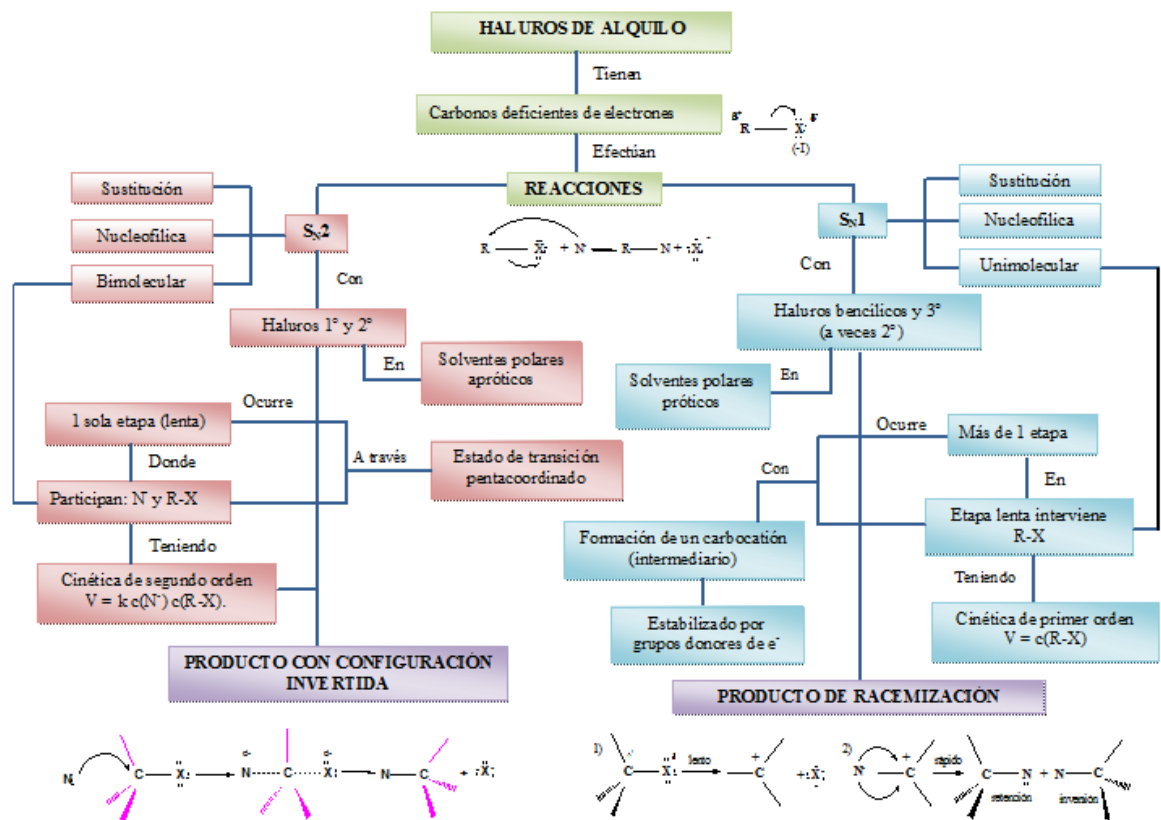 HALUROS DE ALQUILO
Tienen
Carbonos deficientes de electrones
R
X
(-I)
Efectúan
REACCIONES
R
X
+ N
R
N + X⁻
Sustitución
Nucleofílica
Bimolecular
S_N2
Con
Haluros 1° y 2°
En
Solventes polares
apróticos
Ocurre
1 sola etapa (lenta)
Donde
A través
Estado de transición
pentacoordinado
Participan: N y R-X
Teniendo
Cinética de segundo orden
V = k c(N⁻) c(R-X).
PRODUCTO CON CONFIGURACIÓN
INVERTIDA
Sustitución
Nucleofílica
Unimolecular
S_N1
Con
Haluros bencílicos y 3°
(a veces 2°)
En
Solventes polares
próticos
Ocurre
Más de 1 etapa
Con
En
Etapa lenta interviene
R-X
Formación de un carbocatión
(intermediario)
Teniendo
Estabilizado por
grupos donores de e⁻
Cinética de primer orden
V = c(R-X)
PRODUCTO DE RACEMIZACIÓN
N
C
X
N
C
X
N
C
+ X
1)
C
X
lento
C
+
+ X
2)
N
C
+
rápido
C
N
+ N
C
retención
inversión